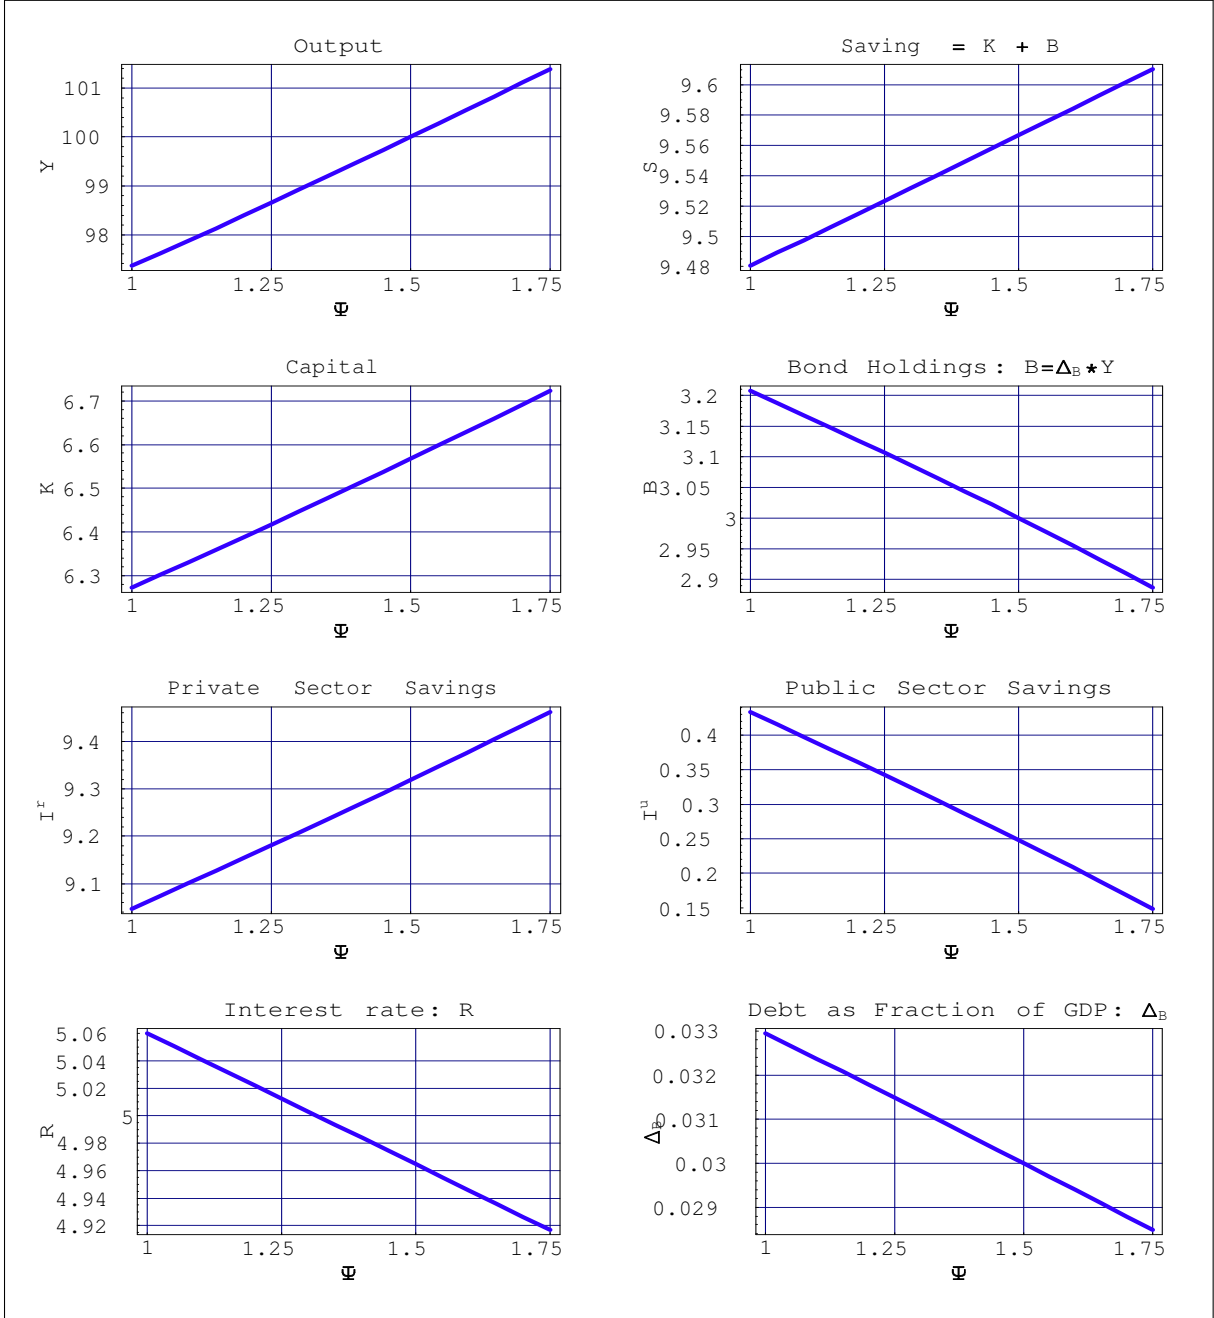 Output
101
100
99
98
Y
1 1.25 1.5 1.75
Ψ
Saving = K + B
9.6
9.58
9.56
9.54
9.52
9.5
9.48
S
1 1.25 1.5 1.75
Ψ
Capital
6.7
6.6
6.5
6.4
6.3
K
1 1.25 1.5 1.75
Ψ
Bond Holdings: B=Δ_B*Y
3.2
3.15
3.1
3.05
3
2.95
2.9
B
1 1.25 1.5 1.75
Ψ
Private Sector Savings
9.4
9.3
9.2
9.1
I^r
1 1.25 1.5 1.75
Ψ
Public Sector Savings
0.4
0.35
0.3
0.25
0.2
0.15
I^u
1 1.25 1.5 1.75
Ψ
Interest rate: R
5.06
5.04
5.02
5
4.98
4.96
4.94
4.92
R
1 1.25 1.5 1.75
Ψ
Debt as Fraction of GDP: Δ_B
0.033
0.032
0.031
0.03
0.029
Δ_B
1 1.25 1.5 1.75
Ψ